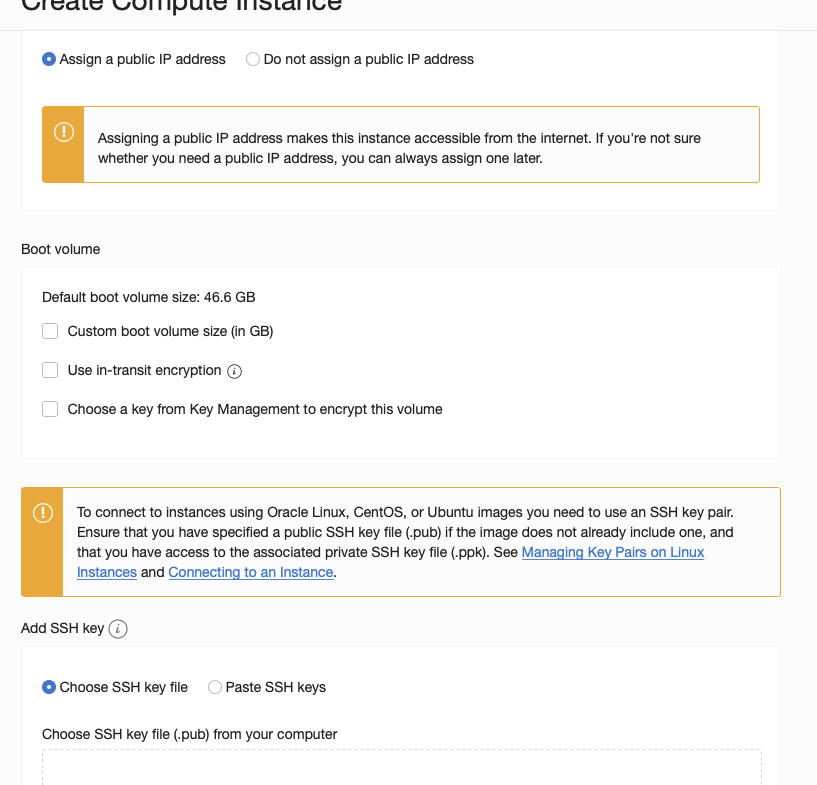 Create Compute Instance
Assign a public IP address
Do not assign a public IP address
Assigning a public IP address makes this instance accessible from the internet. If you're not sure
whether you need a public IP address, you can always assign one later.
Boot volume
Default boot volume size: 46.6 GB
Custom boot volume size (in GB)
Use in-transit encryption
Choose a key from Key Management to encrypt this volume
To connect to instances using Oracle Linux, CentOS, or Ubuntu images you need to use an SSH key pair.
Ensure that you have specified a public SSH key file (.pub) if the image does not already include one, and
that you have access to the associated private SSH key file (.ppk). See Managing Key Pairs on Linux
Instances and Connecting to an Instance.
Add SSH key
Choose SSH key file
Paste SSH keys
Choose SSH key file (.pub) from your computer